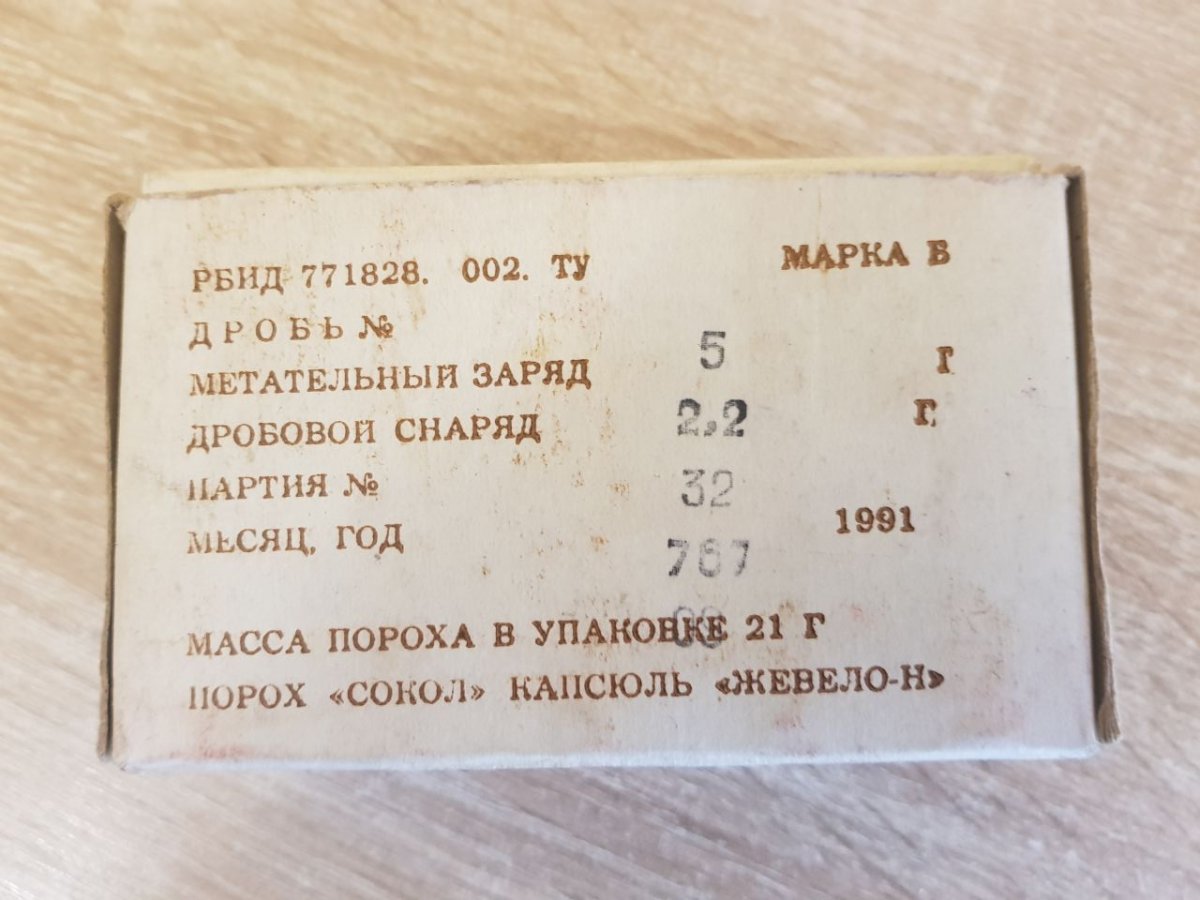 РБИД 771828. 002. ТУ МАРКА Б
ДРОБЬ № 5
МЕТАТЕЛЬНЫЙ ЗАРЯД 2,2 Г
ДРОБОВОЙ СНАРЯД 32 Г
ПАРТИЯ № 767
МЕСЯЦ, ГОД 1991
МАССА ПОРОХА В УПАКОВКЕ 21 Г
ПОРОХ «СОКОЛ» КАПСЮЛЬ «ЖЕВЕЛО-Н»